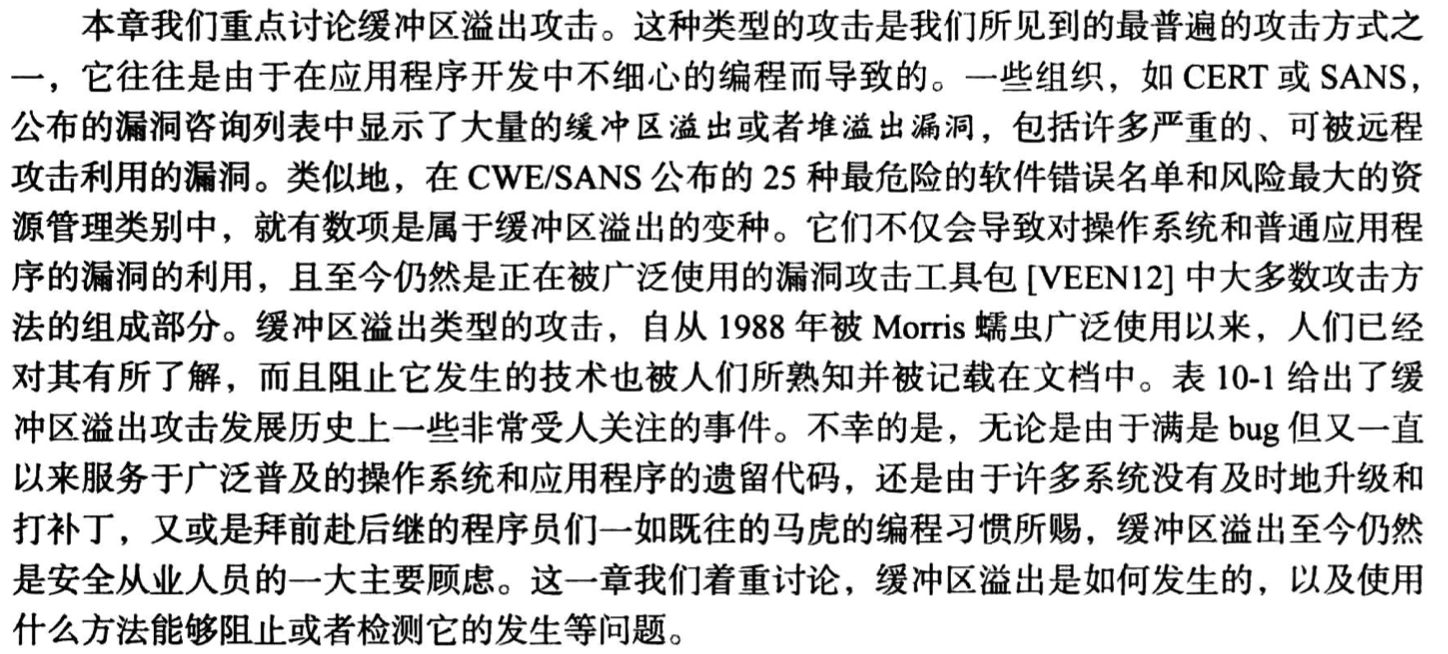 本章我们重点讨论缓冲区溢出攻击。这种类型的攻击是我们所见到的最普遍的攻击方式之
一，它往往是由于在应用程序开发中不细心的编程而导致的。一些组织，如 CERT 或 SANS，
公布的漏洞咨询列表中显示了大量的缓冲区溢出或者堆溢出漏洞，包括许多严重的、可被远程
攻击利用的漏洞。类似地，在 CWE/SANS 公布的 25 种最危险的软件错误名单和风险最大的资
源管理类别中，就有数项是属于缓冲区溢出的变种。它们不仅会导致对操作系统和普通应用程
序的漏洞的利用，且至今仍然是正在被广泛使用的漏洞攻击工具包 [VEEN12] 中大多数攻击方
法的组成部分。缓冲区溢出类型的攻击，自从 1988 年被 Morris 蠕虫广泛使用以来，人们已经
对其有所了解，而且阻止它发生的技术也被人们所熟知并被记载在文档中。表 10-1 给出了缓
冲区溢出攻击发展历史上一些非常受人关注的事件。不幸的是，无论是由于满是 bug 但又一直
以来服务于广泛普及的操作系统和应用程序的遗留代码，还是由于许多系统没有及时地升级和
打补丁，又或是拜前赴后继的程序员们一如既往的马虎的编程习惯所赐，缓冲区溢出至今仍然
是安全从业人员的一大主要顾虑。这一章我们着重讨论，缓冲区溢出是如何发生的，以及使用
什么方法能够阻止或者检测它的发生等问题。